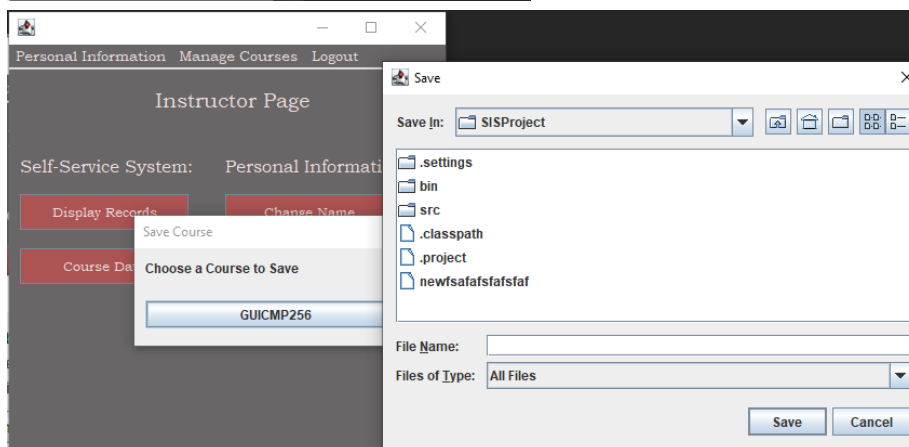 Personal Information Manage Courses Logout
Instructor Page
Self-Service System:
Personal Informati
Display Records
Change Name
Course Da
Save Course
Choose a Course to Save
GUICMP256
Save
Save In: SISProject
.settings
bin
src
.classpath
.project
newfsafafsfafsfaf
File Name:
Files of Type: All Files
Save
Cancel